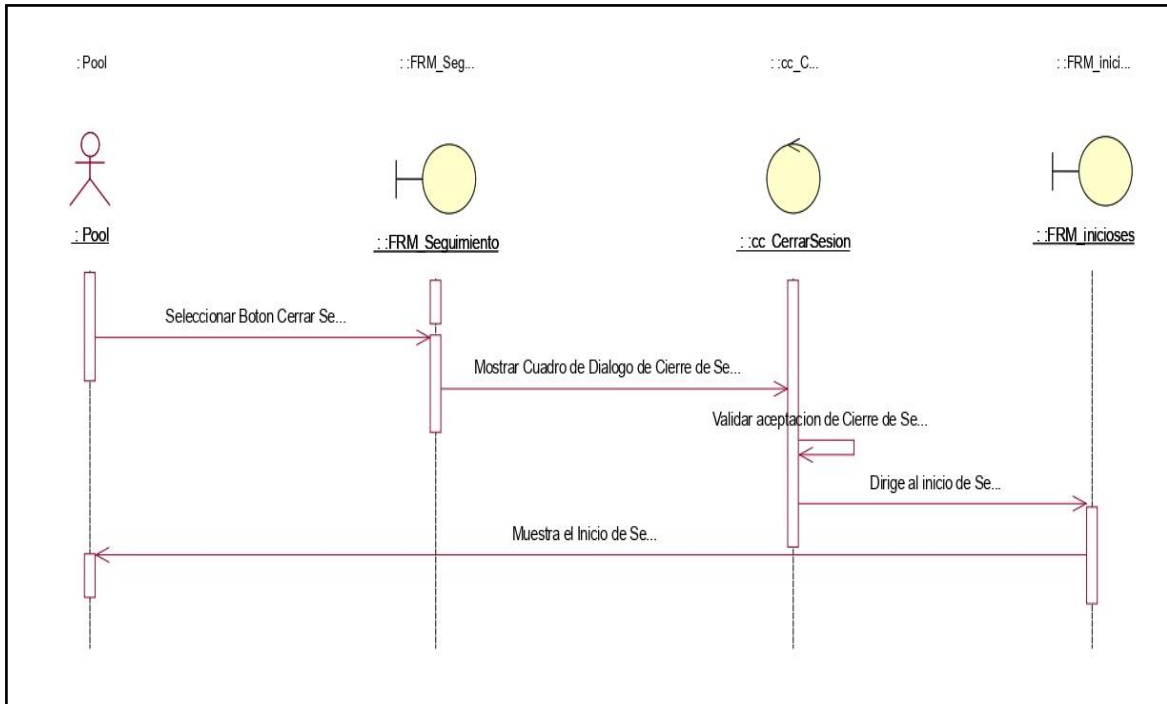 : Pool
: :FRM_Seg...
: :cc_C...
: :FRM_inici...
: Pool
: :FRM_Seguimiento
: :cc_CerrarSesion
: :FRM_inicioses
Seleccionar Boton Cerrar Se...
Mostrar Cuadro de Dialogo de Cierre de Se...
Validar aceptacion de Cierre de Se...
Dirige al inicio de Se...
Muestra el Inicio de Se...